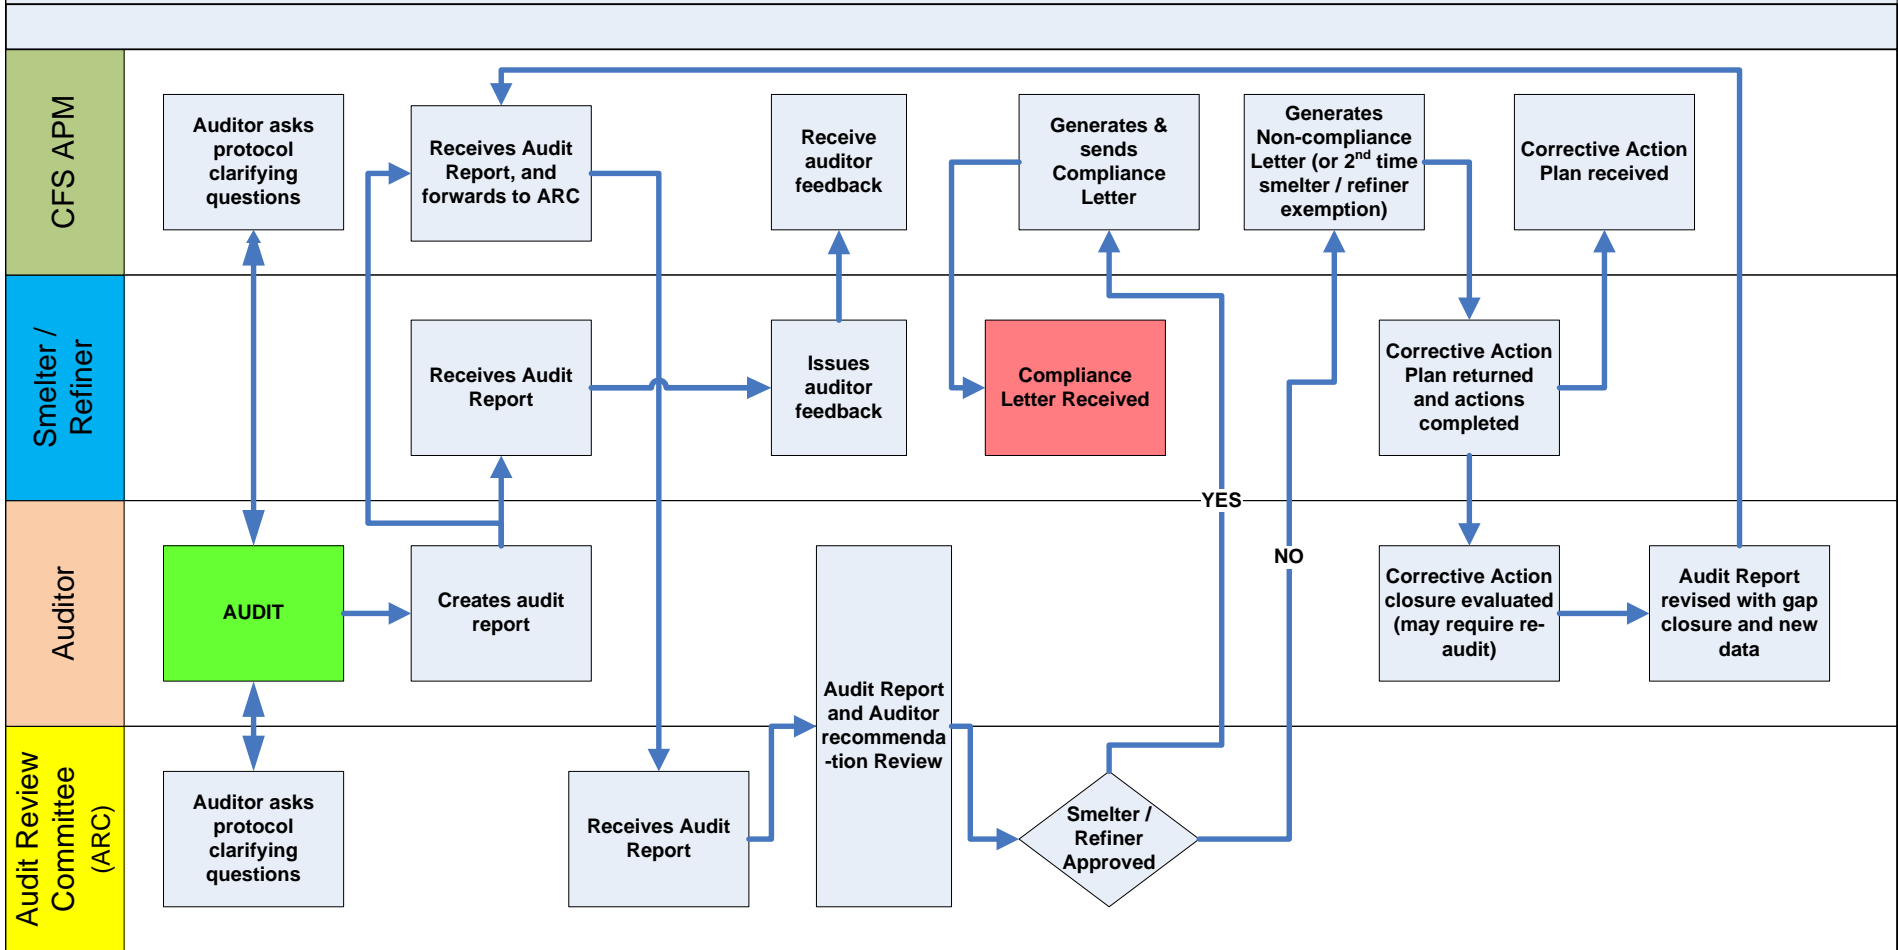 CFS APM
Auditor asks
protocol
clarifying
questions
Receives Audit
Report, and
forwards to ARC
Receive
auditor
feedback
Generates &
sends
Compliance
Letter
Generates
Non-compliance
Letter (or 2nd time
smelter / refiner
exemption)
Corrective Action
Plan received
Smelter /
Refiner
Receives Audit
Report
Issues
auditor
feedback
Compliance
Letter Received
Corrective Action
Plan returned
and actions
completed
YES
NO
Auditor
AUDIT
Creates audit
report
Audit Report
and Auditor
recommenda
-tion Review
Corrective Action
closure evaluated
(may require re-
audit)
Audit Report
revised with gap
closure and new
data
Audit Review
Committee
(ARC)
Auditor asks
protocol
clarifying
questions
Receives Audit
Report
Smelter /
Refiner
Approved